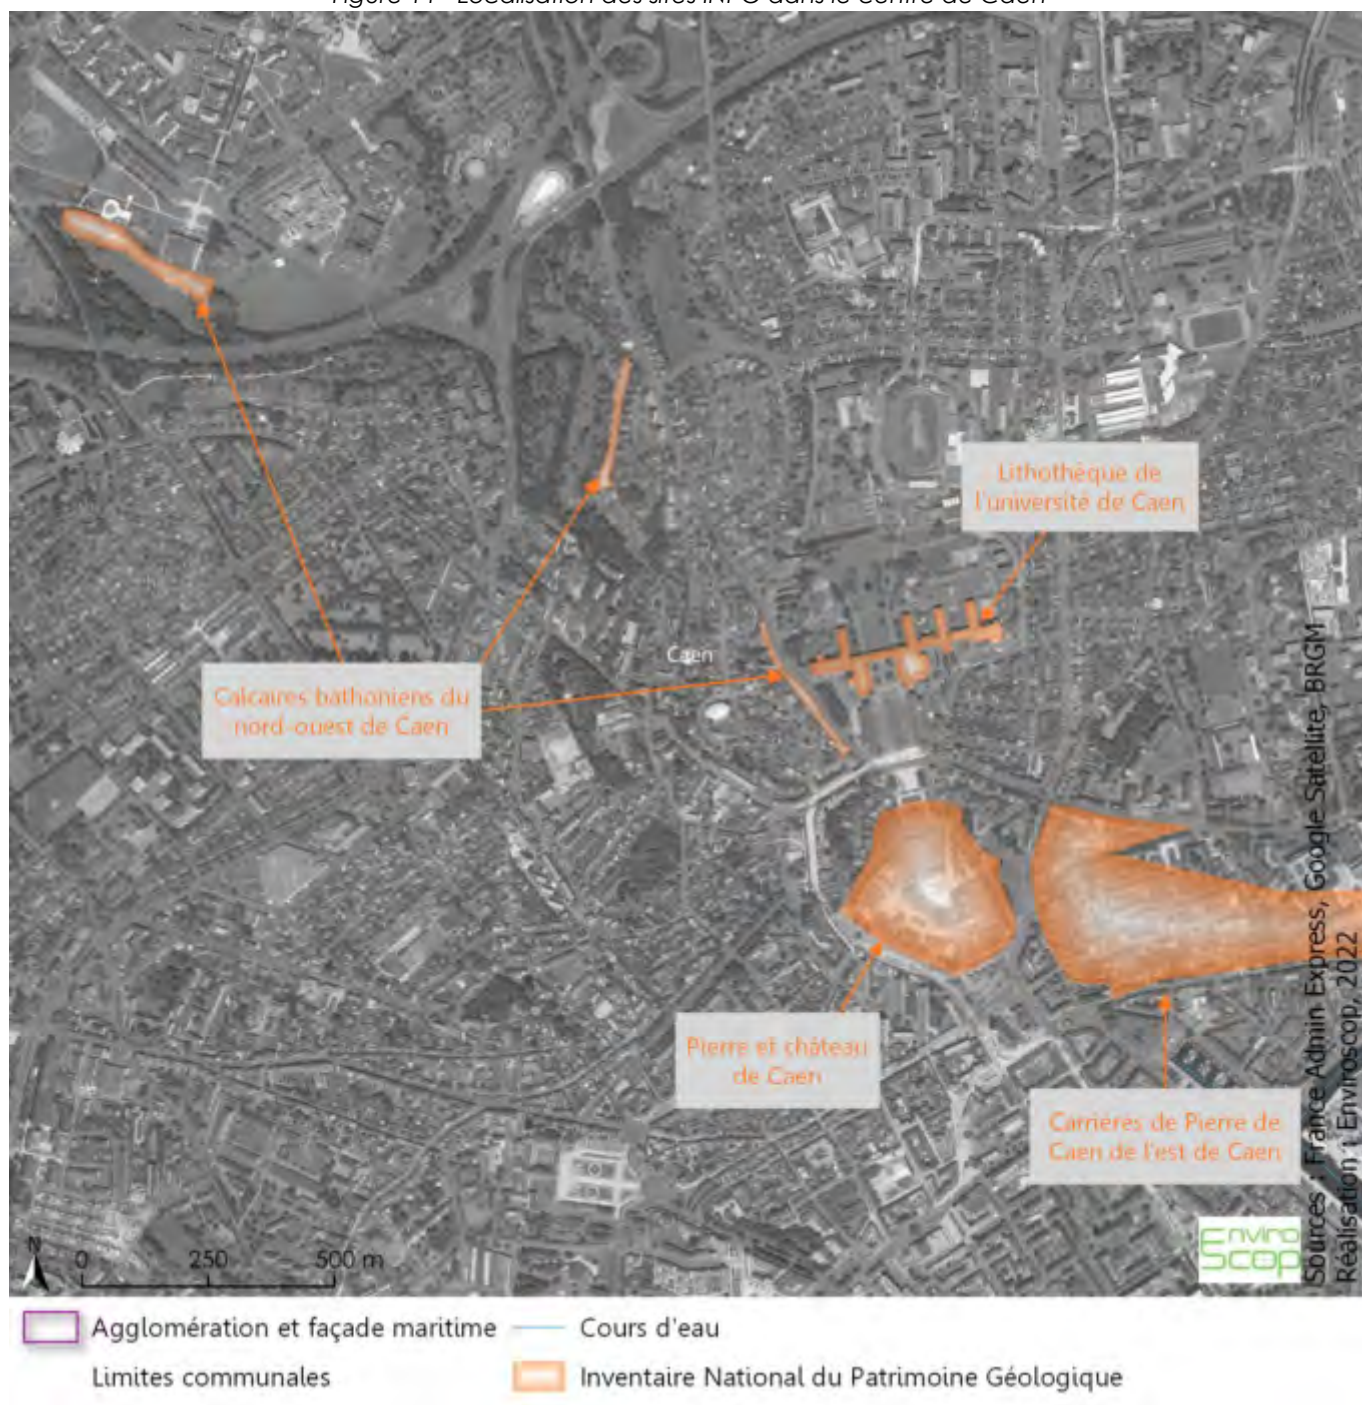 Lithothèque de
l'université de Caen
Caen
Calcaires bathoniens du
nord-ouest de Caen
Pierre et château
de Caen
Carrières de Pierre de
Caen de l'est de Caen
N
0 250 500 m
Enviro
Scop
Sources : France Admin Express, Google Satellite, BRGM |
Réalisation : Enviroscop, 2022
Agglomération et façade maritime
Cours d'eau
Limites communales
Inventaire National du Patrimoine Géologique